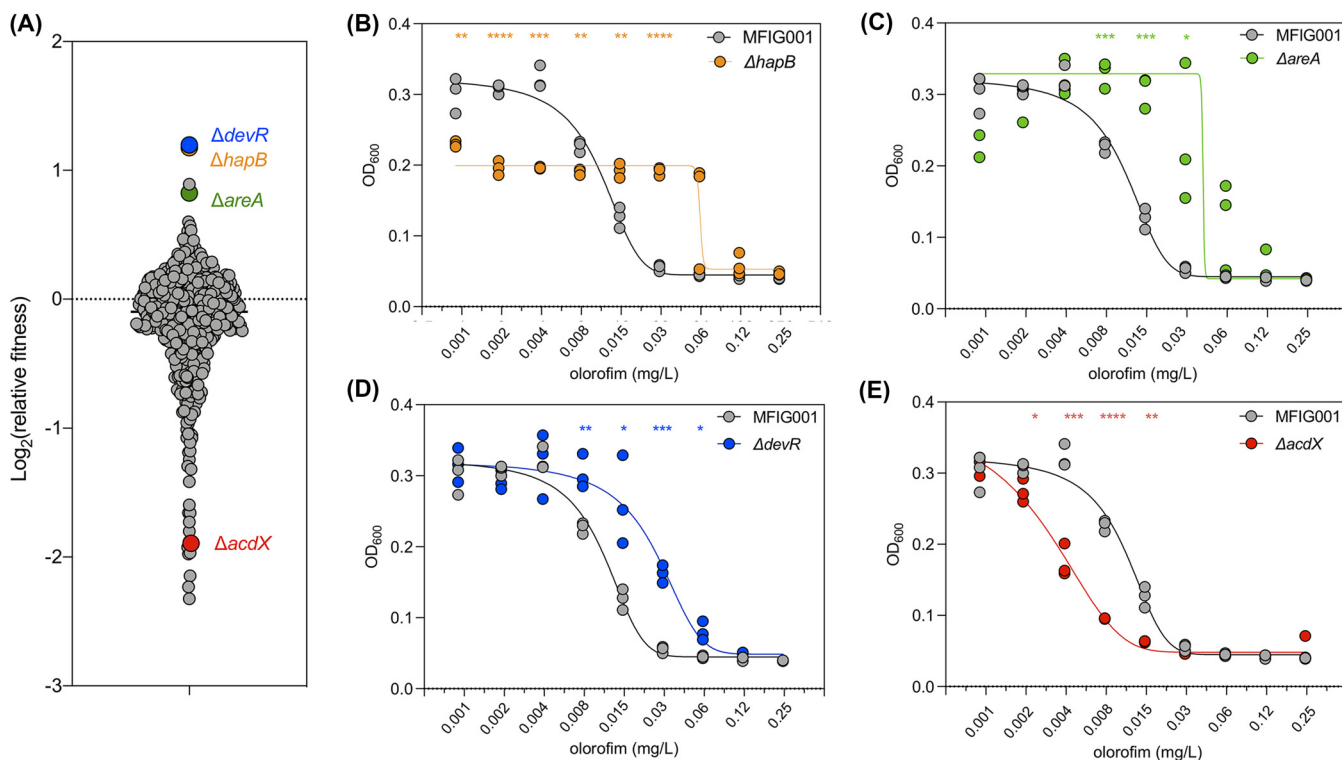 (A)
2
1
0
-1
-2
-3
Log2(relative fitness)
ΔdevR
ΔhapB
ΔareA
ΔacdX
(B)
** **** *** ** ** ****
MFIG001
ΔhapB
0.4
0.3
0.2
0.1
0.0
OD600
0.001 0.002 0.004 0.008 0.015 0.03 0.06 0.12 0.25
olorofim (mg/L)
(C)
*** *** *
MFIG001
ΔareA
0.4
0.3
0.2
0.1
0.0
OD600
0.001 0.002 0.004 0.008 0.015 0.03 0.06 0.12 0.25
olorofim (mg/L)
(D)
** * *** *
MFIG001
ΔdevR
0.4
0.3
0.2
0.1
0.0
OD600
0.001 0.002 0.004 0.008 0.015 0.03 0.06 0.12 0.25
olorofim (mg/L)
(E)
* *** **** **
MFIG001
ΔacdX
0.4
0.3
0.2
0.1
0.0
OD600
0.001 0.002 0.004 0.008 0.015 0.03 0.06 0.12 0.25
olorofim (mg/L)